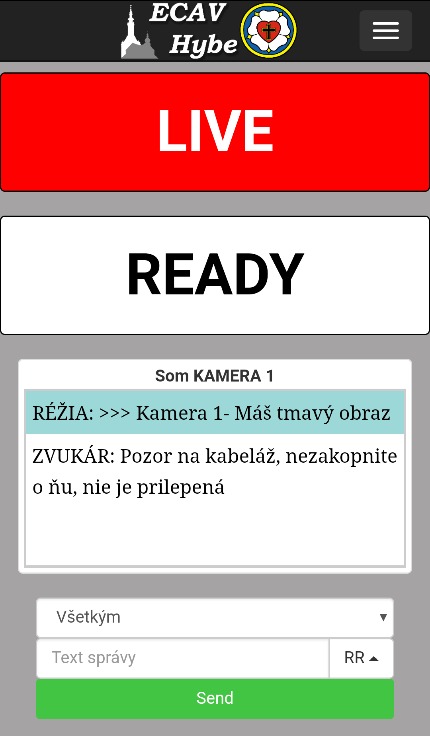 ECAV
Hybe
LIVE
READY
Som KAMERA 1
RÉŽIA: >>> Kamera 1- Máš tmavý obraz
ZVUKÁR: Pozor na kabeláž, nezakopnite
o ňu, nie je prilepená
Všetkým
Text správy
RR
Send